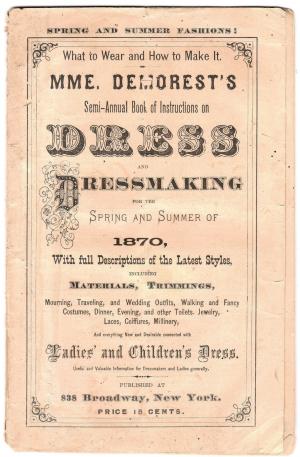 SPRING AND SUMMER FASHIONS!
What to Wear and How to Make It.
MME. DEMOREST'S
Semi-Annual Book of Instructions on
DRESS
AND
DRESSMAKING
FOR THE
SPRING AND SUMMER OF
1870,
With full Descriptions of the Latest Styles,
INCLUDING
MATERIALS, TRIMMINGS,
Mourning, Traveling, and Wedding Outfits, Walking and Fancy
Costumes, Dinner, Evening, and other Toilets. Jewelry,
Laces, Coiffures, Millinery,
And everything New and Desirable connected with
Ladies' and Children's Dress.
Useful and Valuable Information for Dressmakers and Ladies generally.
PUBLISHED AT
838 Broadway, New York.
PRICE 15 CENTS.